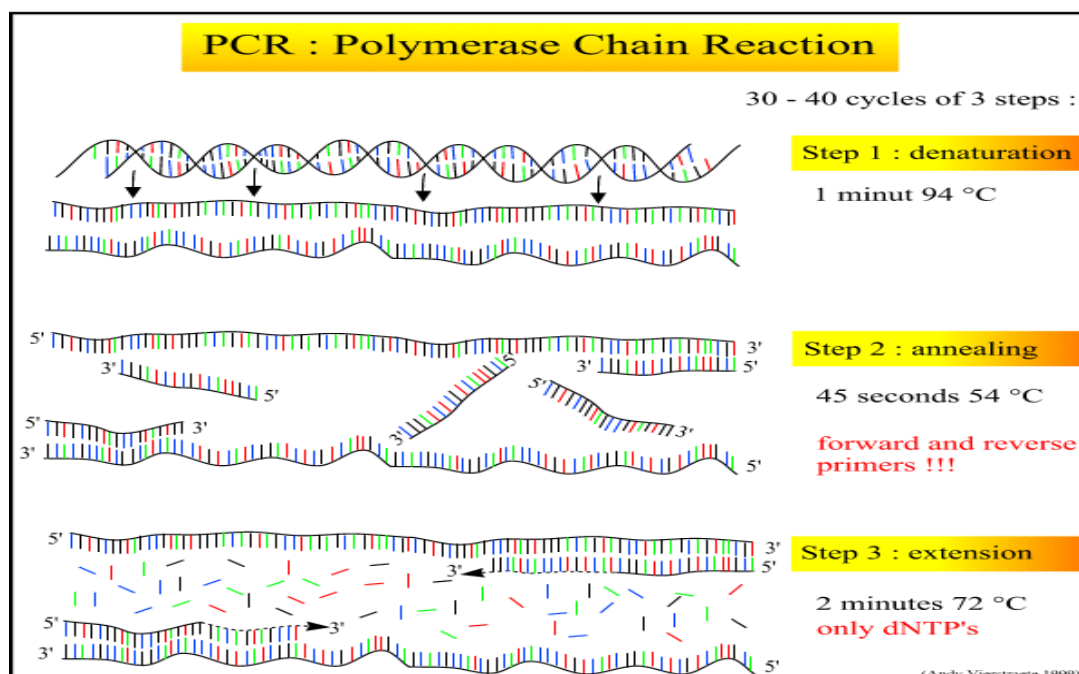 PCR : Polymerase Chain Reaction
30 - 40 cycles of 3 steps :
Step 1 : denaturation
1 minut 94 °C
5'
3'
Step 2 : annealing
3'
5'
3'
5'
5'
45 seconds 54 °C
5'
3'
3'
3'
forward and reverse
primers !!!
3'
5'
5'
3'
Step 3 : extension
3'
5'
2 minutes 72 °C
5'
3'
only dNTP's
3'
5'